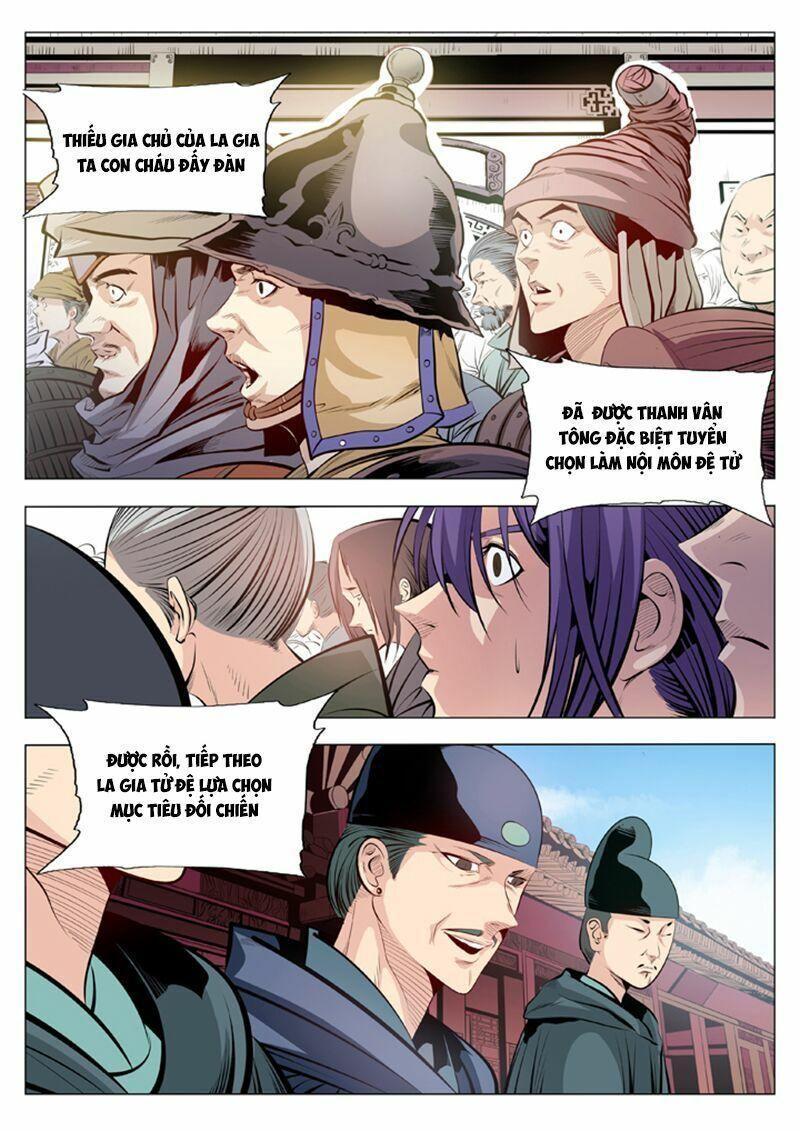 THIẾU GIA CHỦ CỦA LA GIA
TA CON CHÁU ĐẦY ĐÀN
ĐÃ ĐƯỢC THANH VÂN
TÔNG ĐẶC BIỆT TUYỂN
CHỌN LÀM NỘI MÔN ĐỆ TỬ
ĐƯỢC RỒI, TIẾP THEO
LA GIA TỬ ĐỆ LỰA CHỌN
MỤC TIÊU ĐỐI CHIẾN